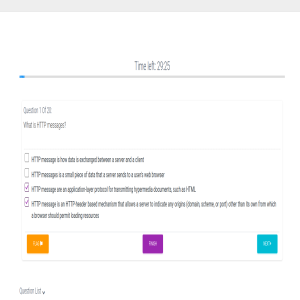 Time left: 29:25
Question 1 Of 20
What is HTTP messages?
HTTP message is how data is exchanged between a server and a client
HTTP messages is a small piece of data that a server sends to a user's web browser
HTTP message are an application-layer protocol for transmitting hypermedia documents, such as HTML
HTTP message is an HTTP-header based mechanism that allows a server to indicate any origins (domain, scheme, or port) other than its own from which
a browser should permit loading resources
FINISH
NEXT
Question List